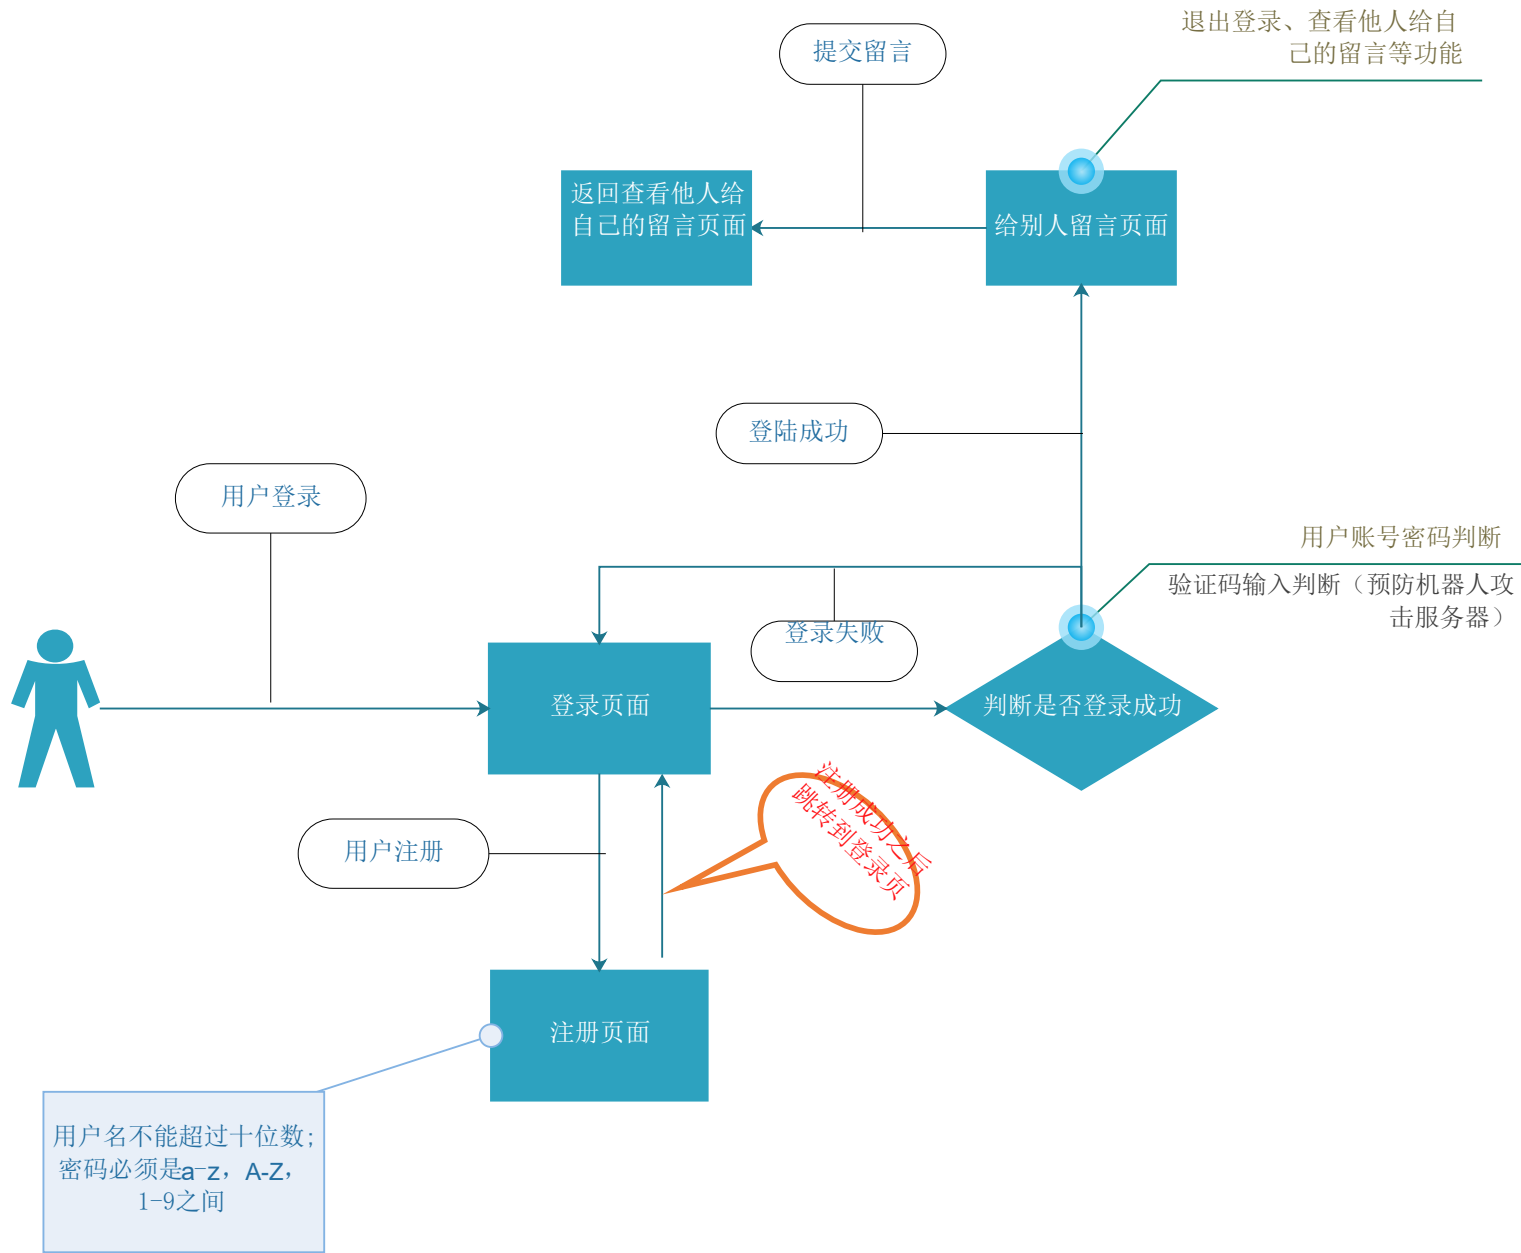 退出登录、查看他人给自
己的留言等功能
提交留言
返回查看他人给
自己的留言页面
给别人留言页面
登陆成功
用户登录
用户账号密码判断
验证码输入判断（预防机器人攻
击服务器）
登录失败
登录页面
判断是否登录成功
注册成功之后
跳转到登录页
用户注册
注册页面
用户名不能超过十位数;
密码必须是a-z，A-Z，
1-9之间